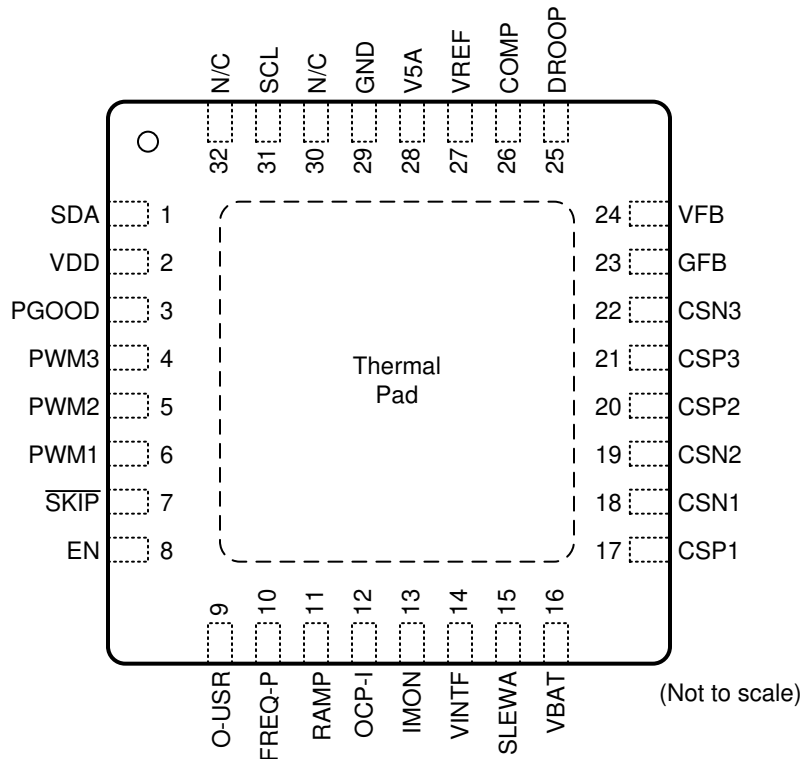 N/C SCL N/C GND V5A VREF COMP DROOP
32 31 30 29 28 27 26 25
SDA 1
VDD 2
PGOOD 3
PWM3 4
PWM2 5
PWM1 6
SKIP 7
EN 8
Thermal
Pad
24 VFB
23 GFB
22 CSN3
21 CSP3
20 CSP2
19 CSN2
18 CSN1
17 CSP1
9 10 11 12 13 14 15 16
O-USR FREQ-P RAMP OCP-I IMON VINTF SLEWA VBAT
(Not to scale)